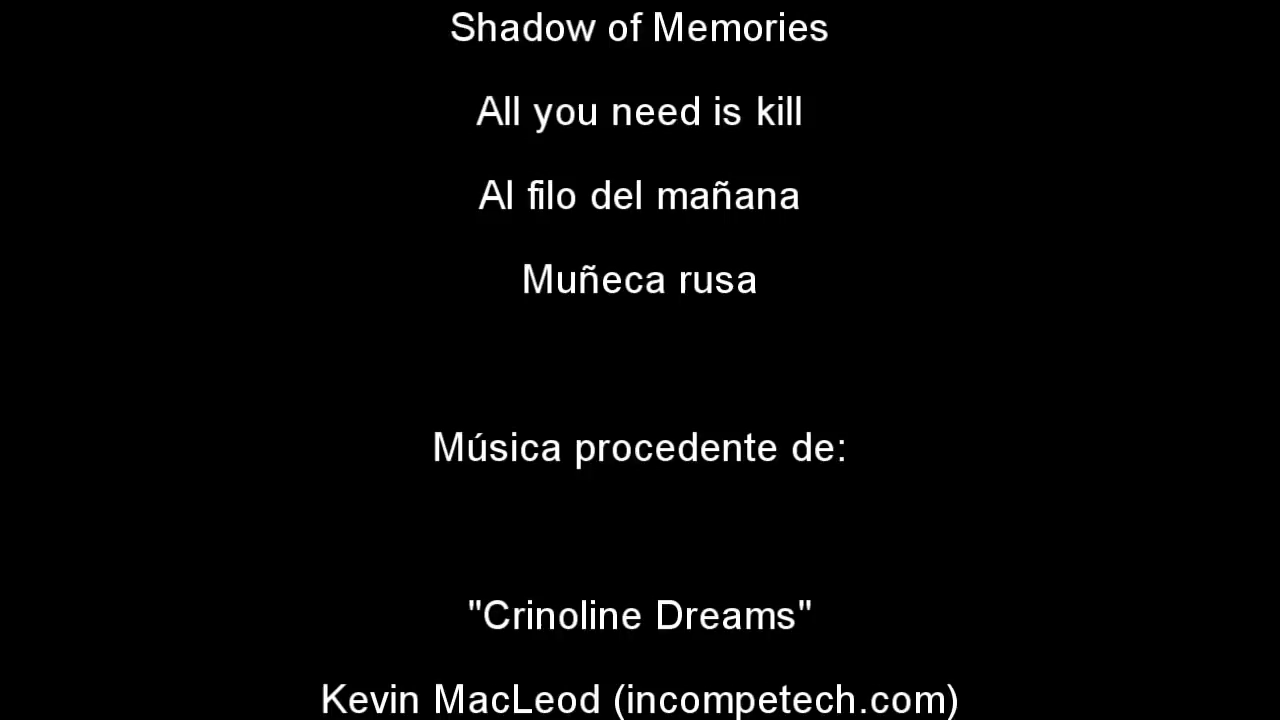 Shadow of Memories
All you need is kill
Al filo del mañana
Muñeca rusa
Música procedente de:
"Crinoline Dreams"
Kevin MacLeod (incompetech.com)